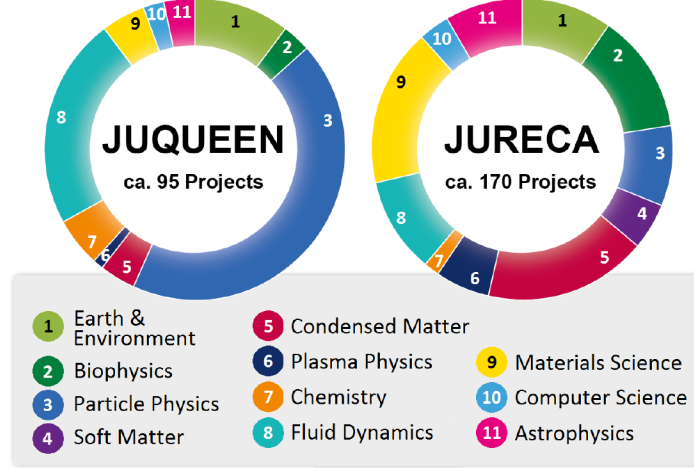 1
2
3
5
6
7
8
9
10
11
JUQUEEN
ca. 95 Projects
1
2
3
4
5
6
7
8
9
10
11
JURECA
ca. 170 Projects
1 Earth &
Environment
2 Biophysics
3 Particle Physics
4 Soft Matter
5 Condensed Matter
6 Plasma Physics
7 Chemistry
8 Fluid Dynamics
9 Materials Science
10 Computer Science
11 Astrophysics